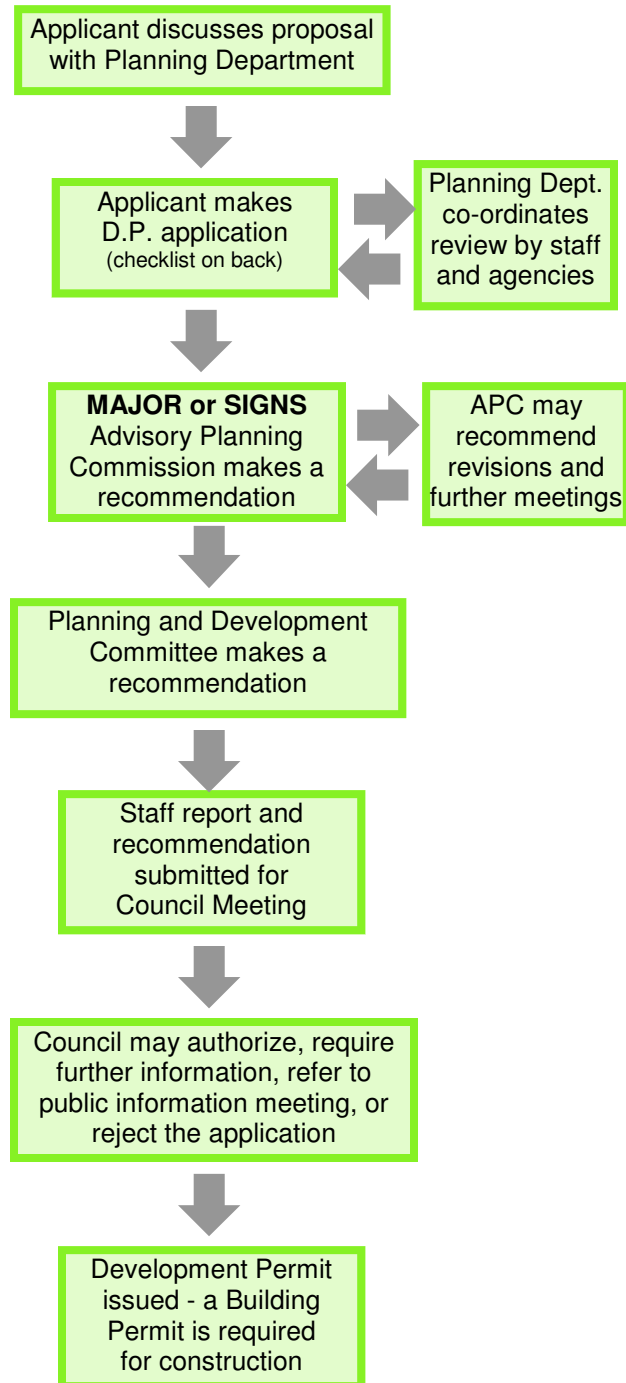 Applicant discusses proposal
with Planning Department
Applicant makes
D.P. application
(checklist on back)
Planning Dept.
co-ordinates
review by staff
and agencies
MAJOR or SIGNS
Advisory Planning
Commission makes a
recommendation
APC may
recommend
revisions and
further meetings
Planning and Development
Committee makes a
recommendation
Staff report and
recommendation
submitted for
Council Meeting
Council may authorize, require
further information, refer to
public information meeting, or
reject the application
Development Permit
issued - a Building
Permit is required
for construction